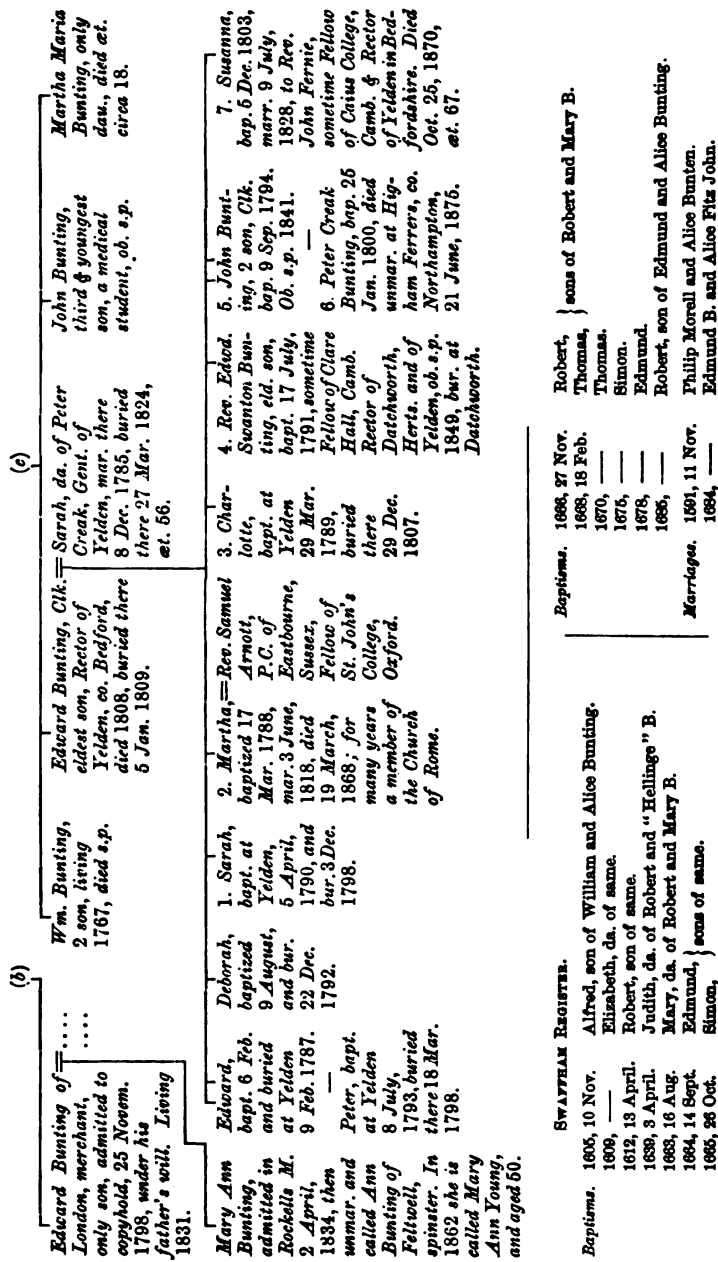 (b)
Edward Bunting of=....
London, merchant, ....
only son, admitted to
copyhold, 25 Novem.
1798, under his
father's will. Living
1831.
Mary Ann
Bunting,
admitted in
Rockells M.
2 April,
1834, then
unmar. and
called Ann
Bunting of
Feltwell,
spinster. In
1862 she is
called Mary
Ann Young,
and aged 50.
(c)
Wm. Bunting,
2 son, living
1767, died s.p.
Edward Bunting, Clk.=
eldest son, Rector of
Yelden, co. Bedford,
died 1808, buried there
5 Jan. 1809.
Sarah, da. of Peter
Creak, Gent. of
Yelden, mar. there
8 Dec. 1785, buried
there 27 Mar. 1824,
æt. 56.
John Bunting,
third & youngest
son, a medical
student, ob. s.p.
Martha Maria
Bunting, only
dau., died æt.
circa 18.
Edward,
bapt. 6 Feb.
and buried
at Yelden
9 Feb. 1787.
—
Peter, bapt.
at Yelden
8 July,
1793, buried
there 18 Mar.
1798.
Deborah,
baptized
9 August,
and bur.
22 Dec.
1792.
1. Sarah,
bapt. at
Yelden,
5 April,
1790, and
bur. 3 Dec.
1798.
2. Martha,=
baptized 17
Mar. 1788,
mar. 3 June,
1818, died
19 March,
1868; for
many years
a member of
the Church
of Rome.
Rev. Samuel
Arnott,
P.C. of
Eastbourne,
Sussex,
Fellow of
St. John's
College,
Oxford.
3. Char-
lotte,
bapt. at
Yelden
29 Mar.
1789,
buried
there
29 Dec.
1807.
4. Rev. Edwd.
Swanton Bun-
ting, eld. son,
bapt. 17 July,
1791, sometime
Fellow of Clare
Hall, Camb.
Rector of
Datchworth,
Herts. and of
Yelden, ob. s.p.
1849, bur. at
Datchworth.
5. John Bunt-
ing, 2 son, Clk.
bap. 9 Sep. 1794.
Ob. s.p. 1841.
—
6. Peter Creak
Bunting, bap. 25
Jan. 1800, died
unmar. at Hig-
ham Ferrers, co.
Northampton,
21 June, 1875.
7. Susanna,
bap. 5 Dec. 1803,
marr. 9 July,
1828, to Rev.
John Fernie,
sometime Fellow
of Caius College,
Camb. & Rector
of Yelden in Bed-
fordshire. Died
Oct. 25, 1870,
æt. 67.
SWAFFHAM REGISTER.
Baptisms. 1605, 10 Nov. Alfred, son of William and Alice Bunting.
1609, — Elizabeth, da. of same.
1612, 13 April. Robert, son of same.
1639, 3 April. Judith, da. of Robert and "Hellinge" B.
1663, 16 Aug. Mary, da. of Robert and Mary B.
1664, 14 Sept. Edmund, } sons of same.
1665, 26 Oct. Simon,
Baptisms. 1666, 27 Nov. Robert, } sons of Robert and Mary B.
1668, 18 Feb. Thomas,
1670, — Thomas.
1675, — Simon.
1678, — Edmund.
1695, — Robert, son of Edmund and Alice Bunting.
Marriages. 1591, 11 Nov. Philip Morell and Alice Bunten.
1684, — Edmund B. and Alice Fitz John.